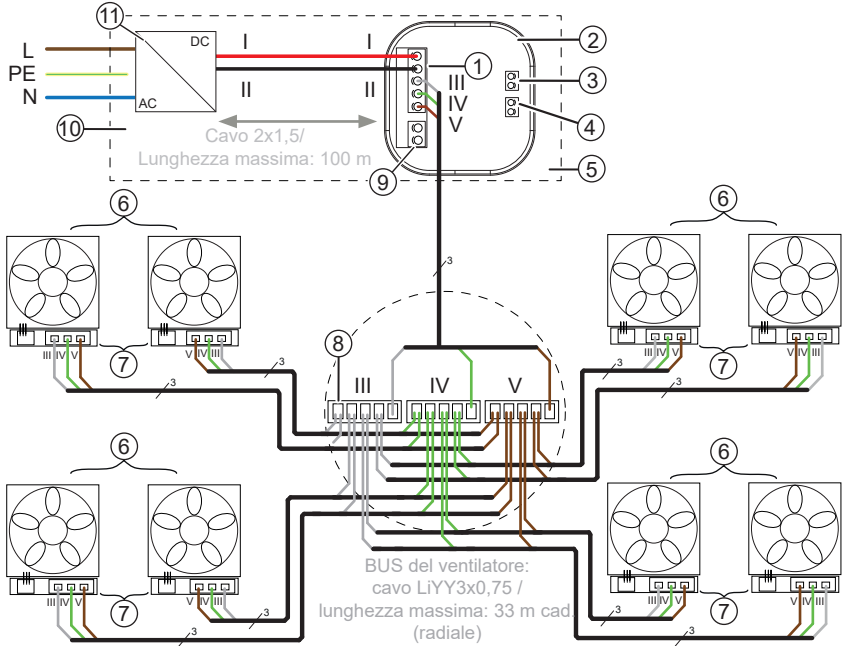 11
DC
AC
L
PE
N
I
I
II
II
1
2
3
4
5
III
IV
V
9
10
Cavo 2x1,5/
Lunghezza massima: 100 m
6
6
3
III IV V
7
V IV III
3
3
8
III
IV
V
III IV V
7
V IV III
3
3
6
6
III IV V
7
V IV III
3
3
III IV V
7
V IV III
3
3
BUS del ventilatore:
cavo LiYY3x0,75 /
lunghezza massima: 33 m cad.
(radiale)